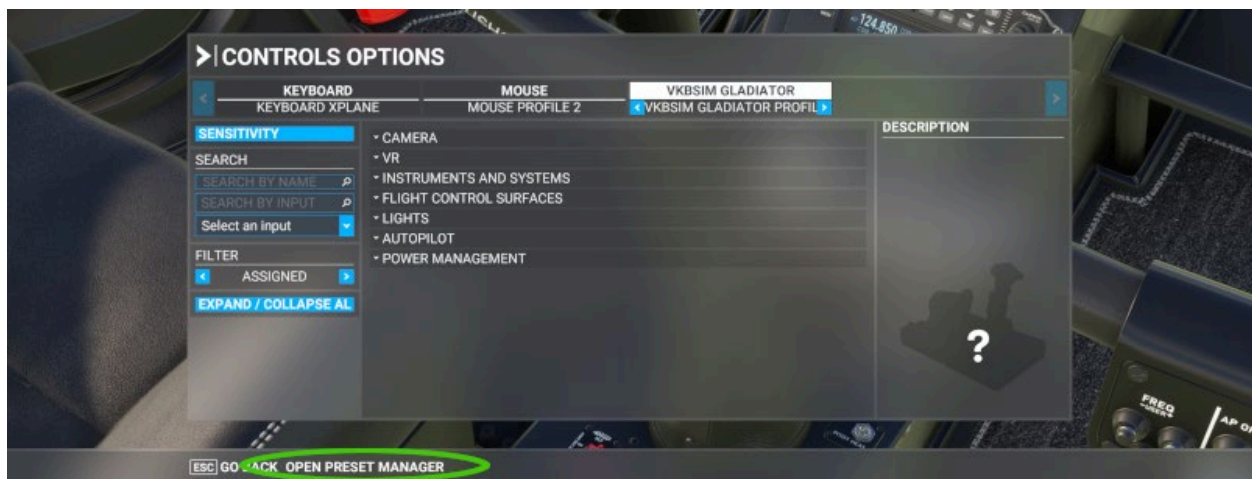 124.850
CONTROLS OPTIONS
KEYBOARD
KEYBOARD XPLANE
MOUSE
MOUSE PROFILE 2
VKBSIM GLADIATOR
VKBSIM GLADIATOR PROFIL
SENSITIVITY
SEARCH
SEARCH BY NAME
SEARCH BY INPUT
Select an input
FILTER
ASSIGNED
EXPAND / COLLAPSE AL
CAMERA
VR
INSTRUMENTS AND SYSTEMS
FLIGHT CONTROL SURFACES
LIGHTS
AUTOPILOT
POWER MANAGEMENT
DESCRIPTION
?
FREQ
ESC GO BACK OPEN PRESET MANAGER